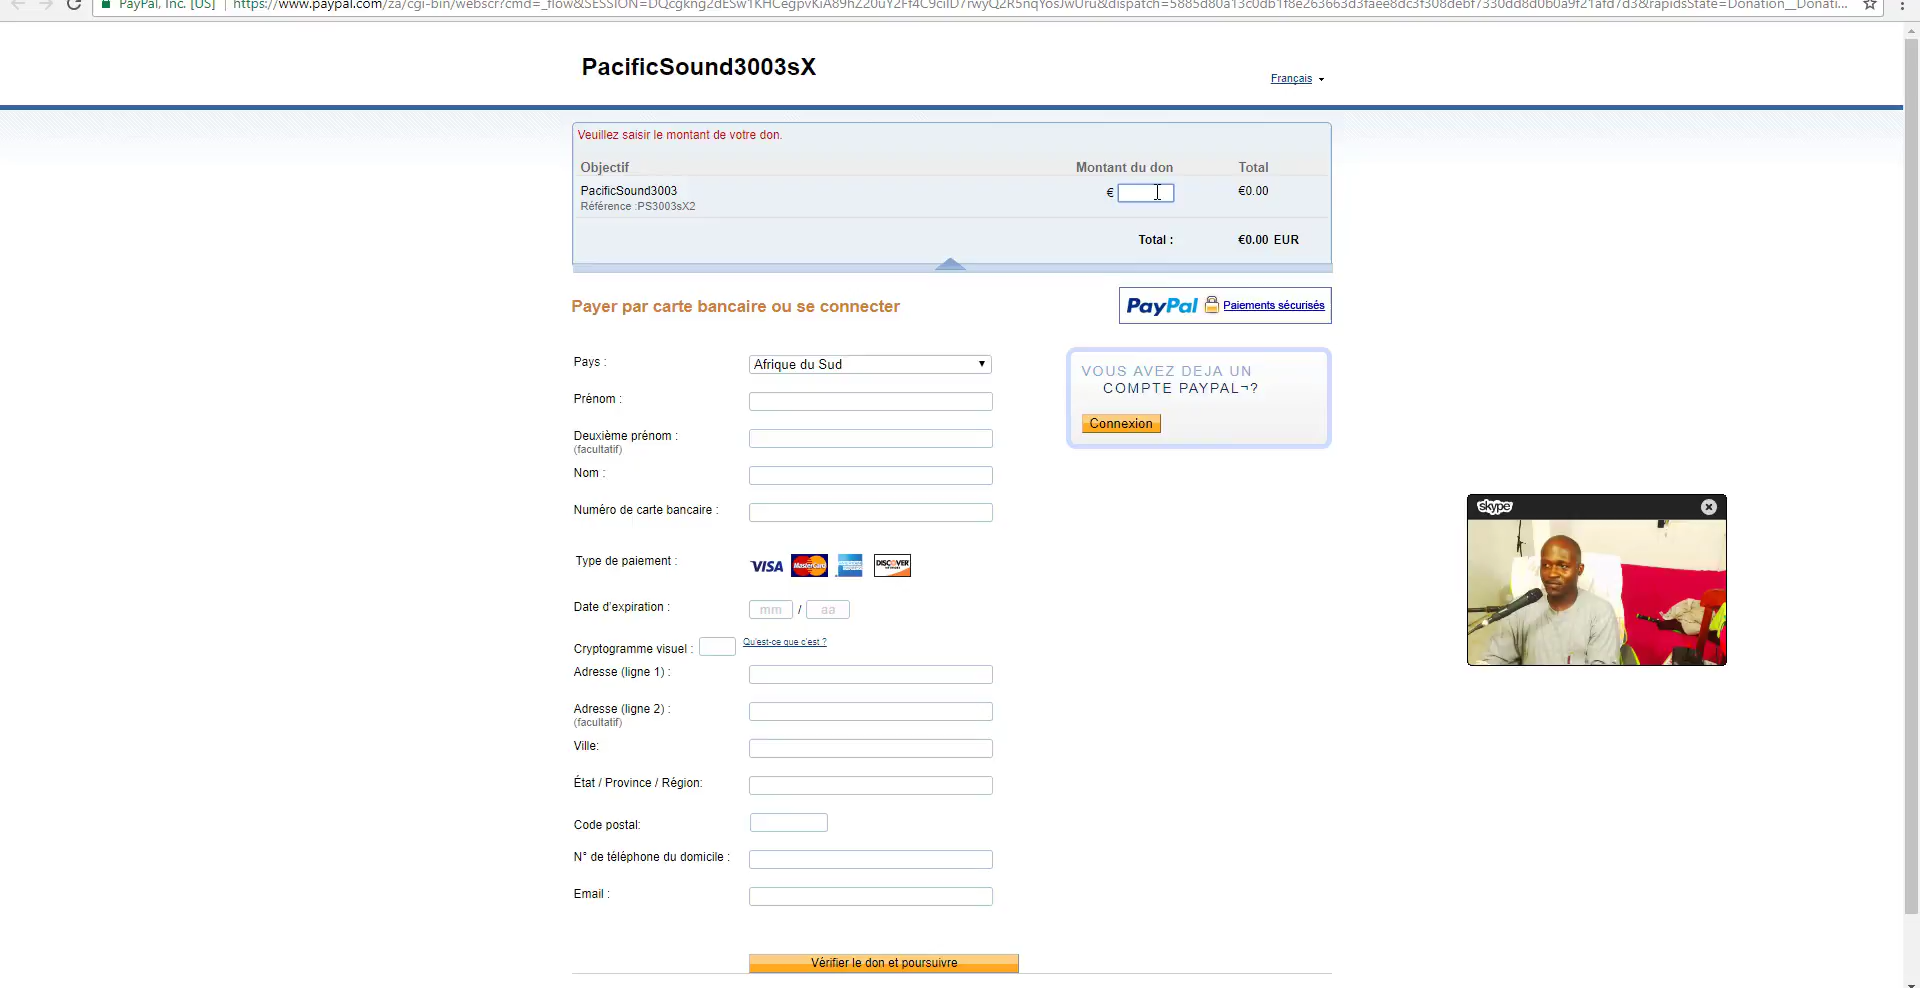 PayPal, Inc. [US]
PacificSound3003sX
Français
Veuillez saisir le montant de votre don.
Objectif Montant du don Total
PacificSound3003 € €0.00
Référence :PS3003sX2
Total : €0.00 EUR
Payer par carte bancaire ou se connecter
PayPal Paiements sécurisés
Pays : Afrique du Sud
VOUS AVEZ DEJA UN
COMPTE PAYPAL¬?
Connexion
Prénom :
Deuxième prénom :
(facultatif)
Nom :
Numéro de carte bancaire :
Type de paiement : VISA MasterCard DISCOVER
Date d'expiration : mm / aa
Cryptogramme visuel : Qu'est-ce que c'est ?
Adresse (ligne 1) :
Adresse (ligne 2) :
(facultatif)
Ville:
État / Province / Région:
Code postal:
N° de téléphone du domicile :
Email :
Vérifier le don et poursuivre
skype